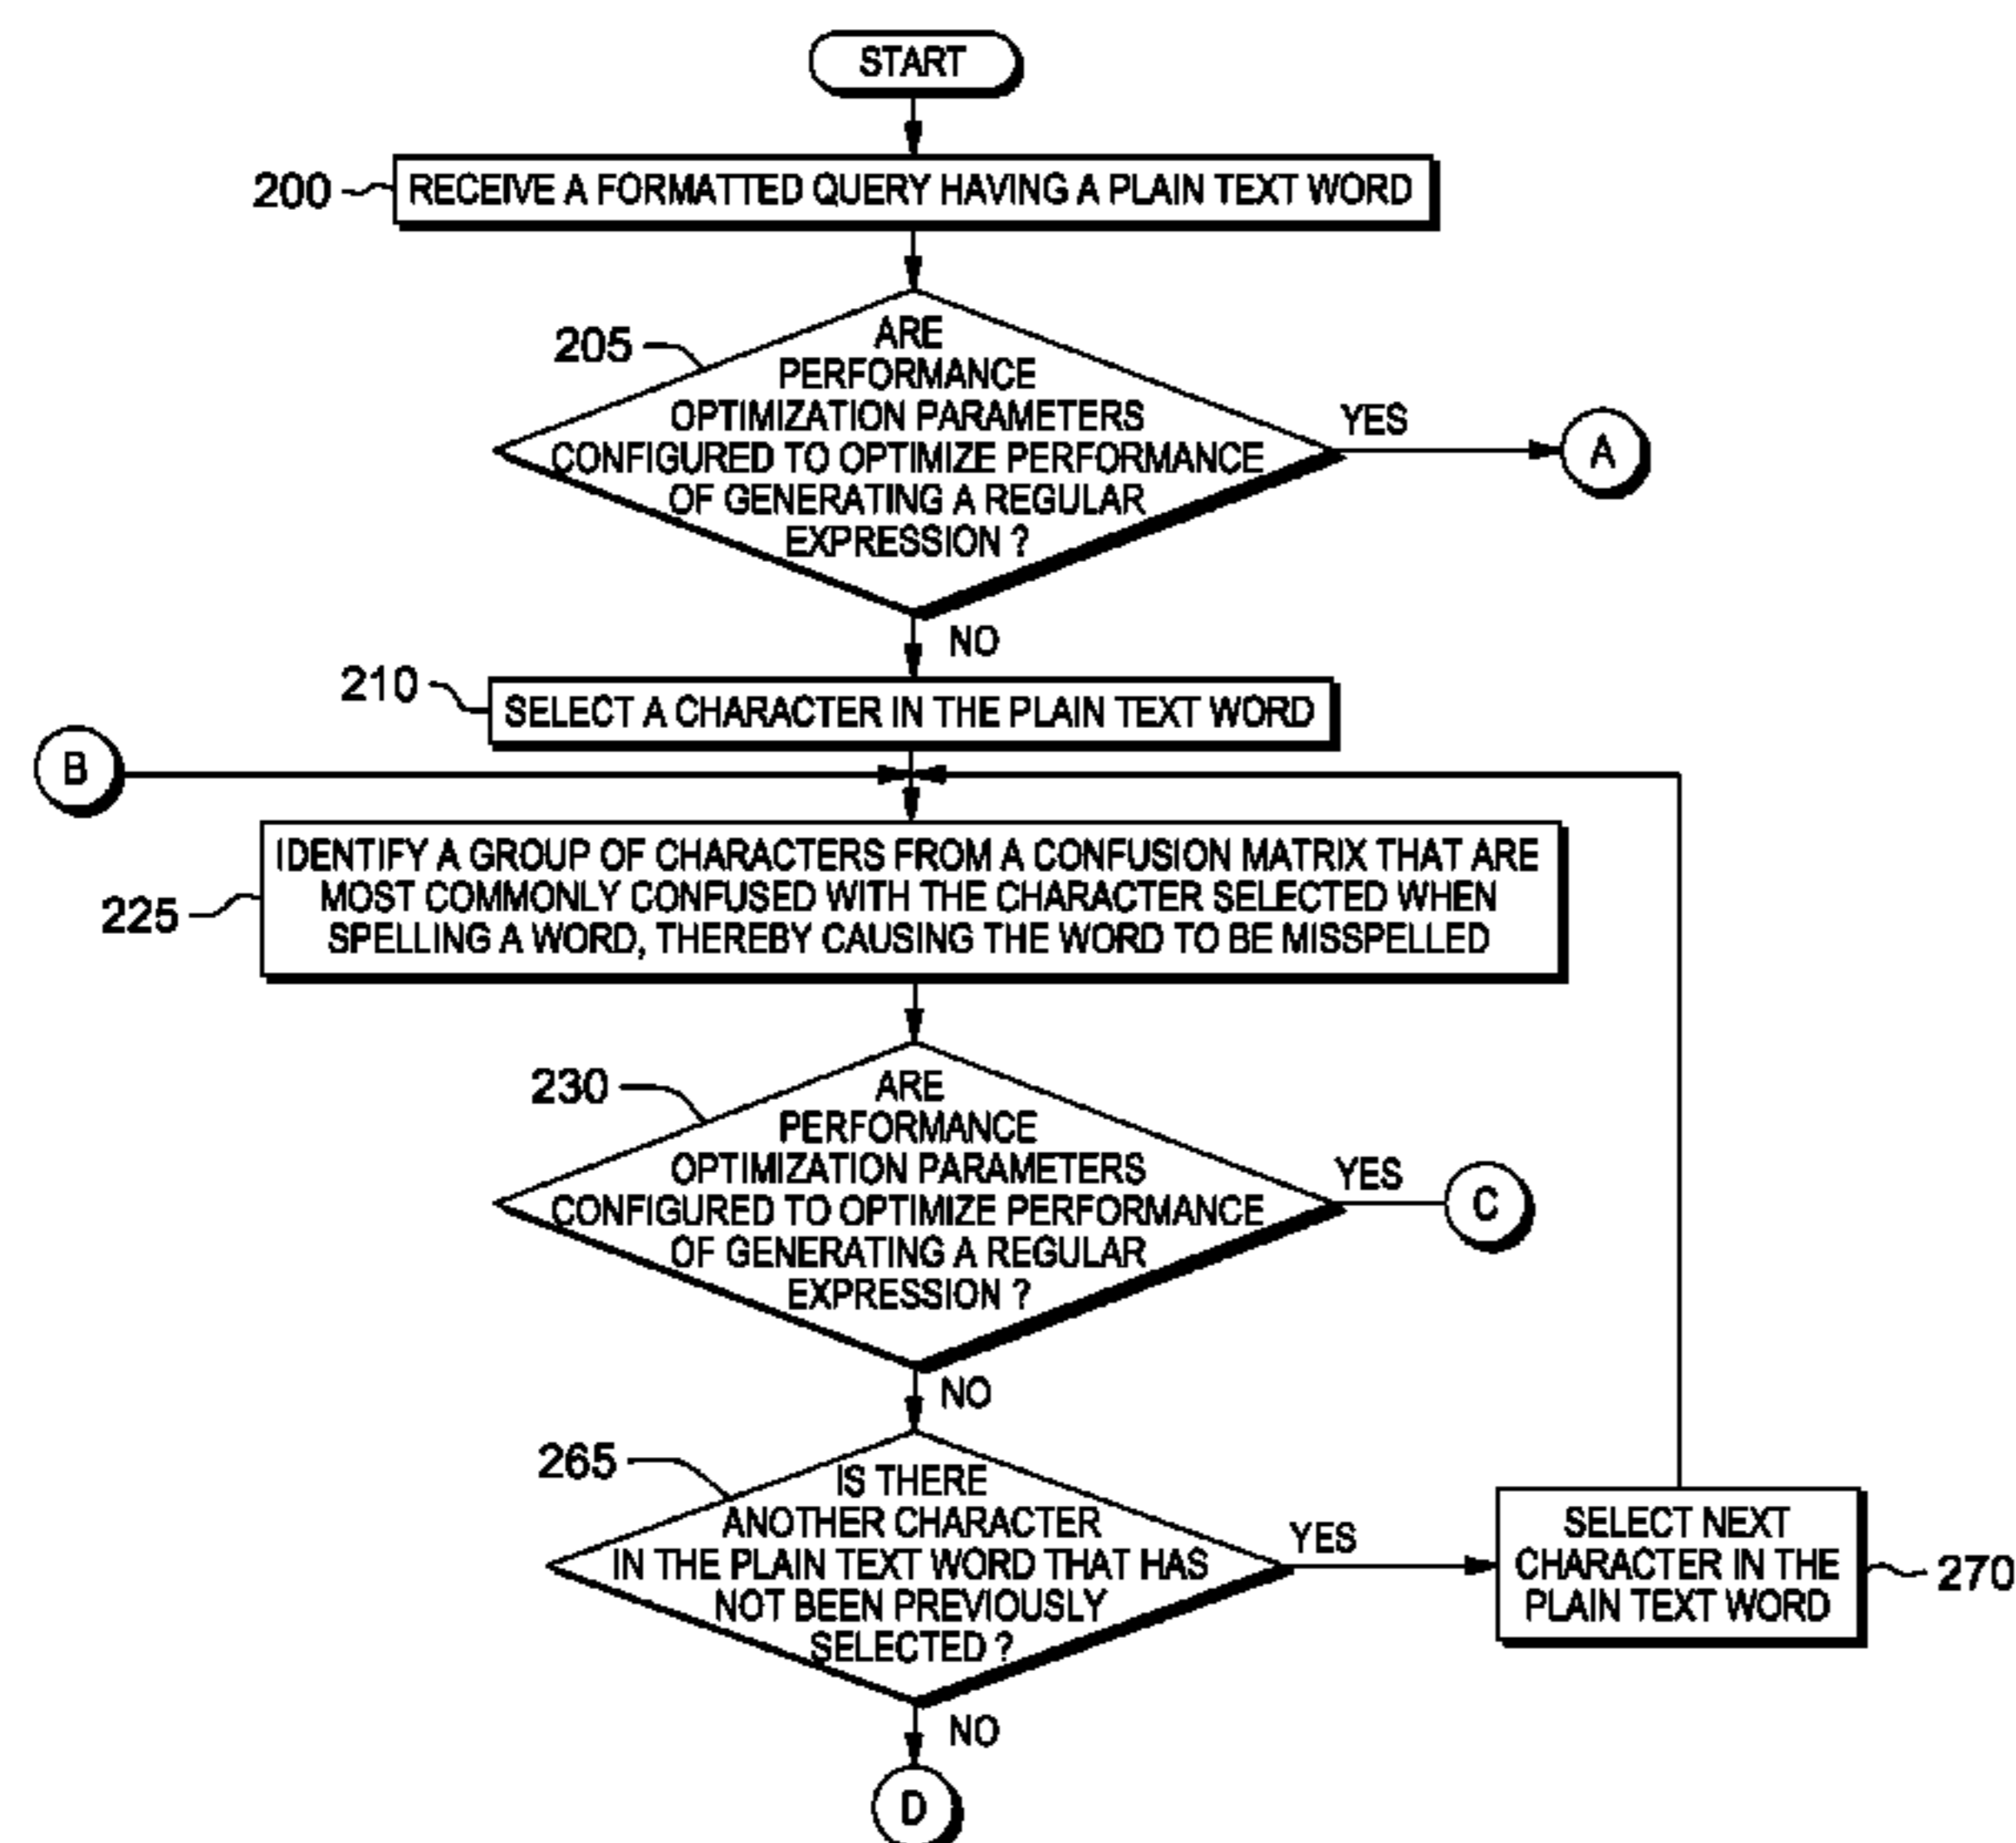 START
200
RECEIVE A FORMATTED QUERY HAVING A PLAIN TEXT WORD
205
ARE
PERFORMANCE
OPTIMIZATION PARAMETERS
CONFIGURED TO OPTIMIZE PERFORMANCE
OF GENERATING A REGULAR
EXPRESSION ?
YES
A
NO
210
SELECT A CHARACTER IN THE PLAIN TEXT WORD
B
225
IDENTIFY A GROUP OF CHARACTERS FROM A CONFUSION MATRIX THAT ARE
MOST COMMONLY CONFUSED WITH THE CHARACTER SELECTED WHEN
SPELLING A WORD, THEREBY CAUSING THE WORD TO BE MISSPELLED
230
ARE
PERFORMANCE
OPTIMIZATION PARAMETERS
CONFIGURED TO OPTIMIZE PERFORMANCE
OF GENERATING A REGULAR
EXPRESSION ?
YES
C
NO
265
IS THERE
ANOTHER CHARACTER
IN THE PLAIN TEXT WORD THAT HAS
NOT BEEN PREVIOUSLY
SELECTED ?
YES
SELECT NEXT
CHARACTER IN THE
PLAIN TEXT WORD
270
NO
D